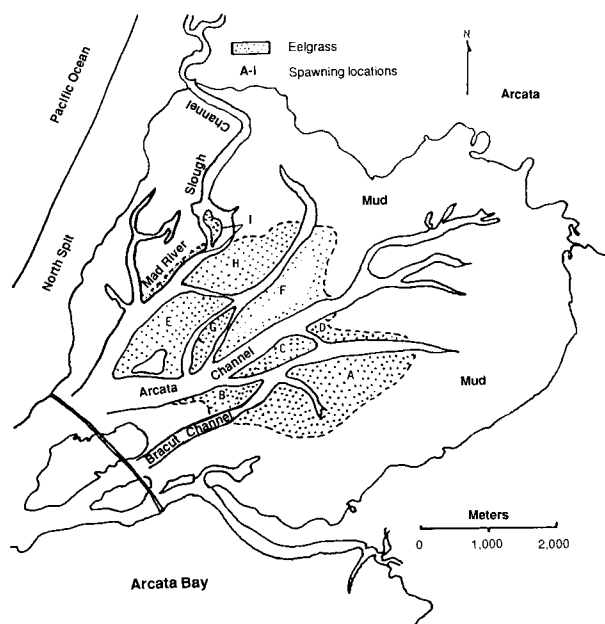 Eelgrass
A-I Spawning locations
N
Pacific Ocean
Arcata
Channel
Slough
Mud
I
Mad River
North Spit
H
F
E
G
D
C
Channel
A
Arcata
Mud
B
Bracut Channel
Meters
0 1,000 2,000
Arcata Bay